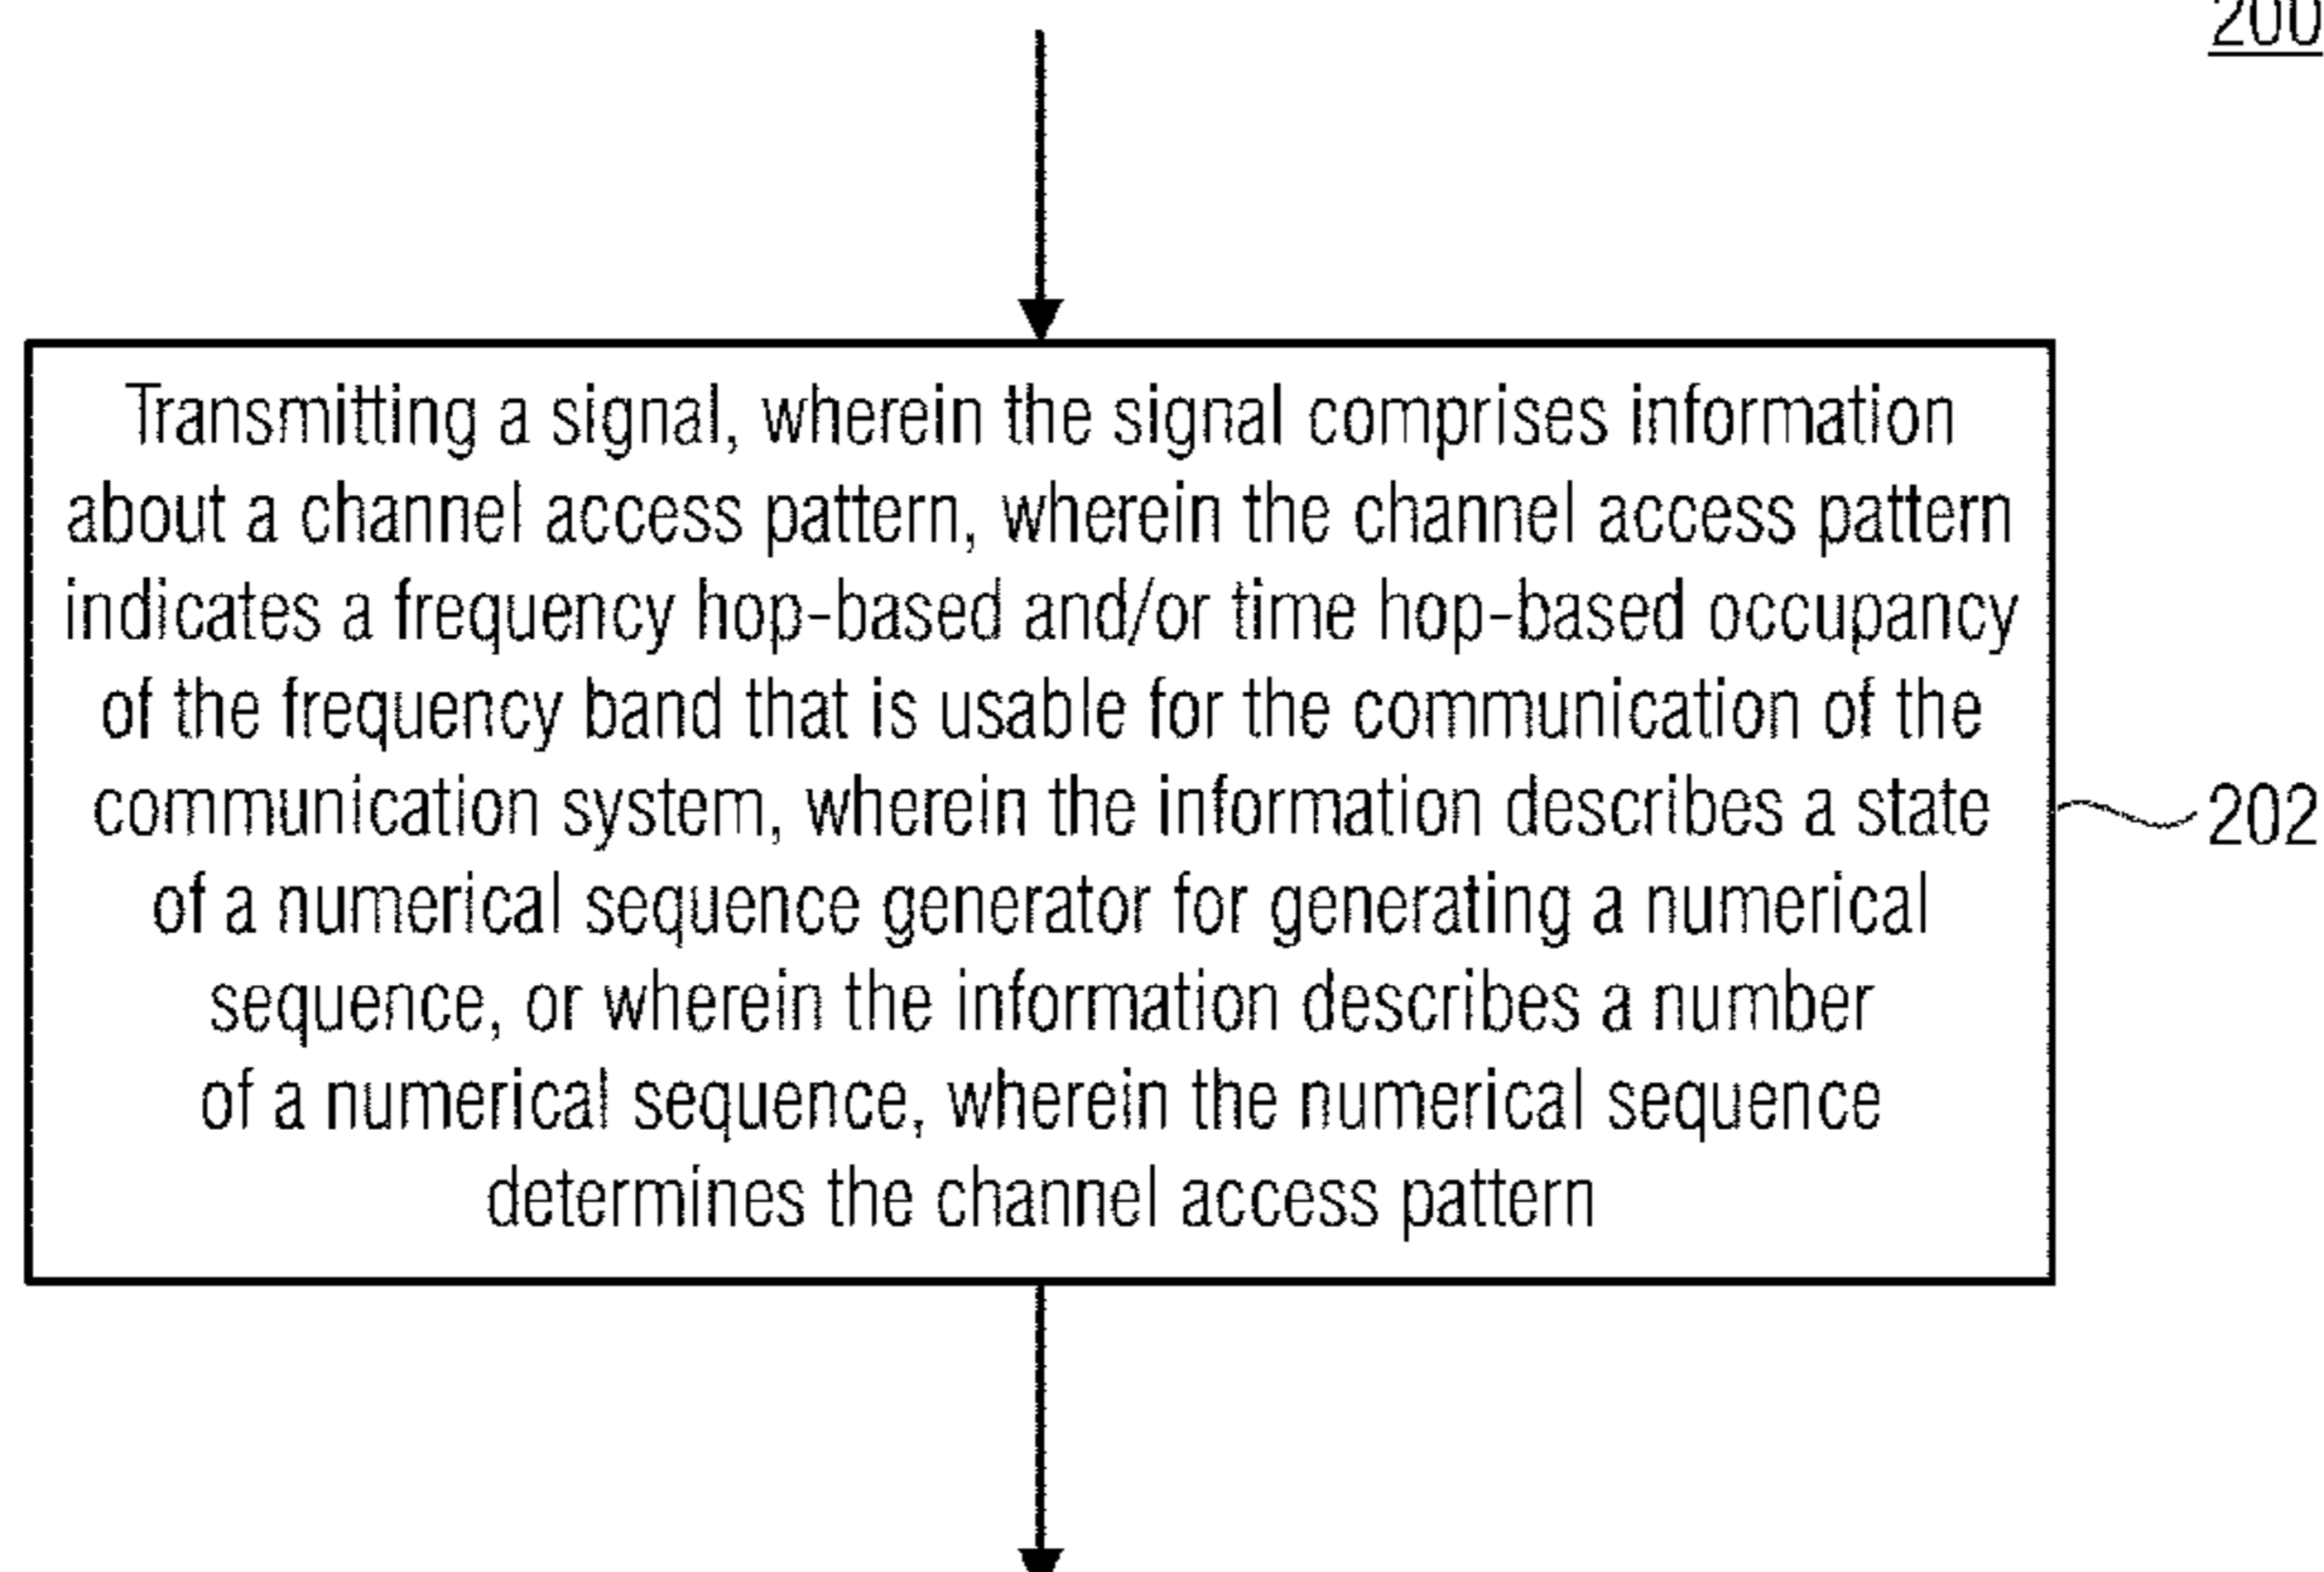 200
Transmitting a signal, wherein the signal comprises information
about a channel access pattern, wherein the channel access pattern
indicates a frequency hop-based and/or time hop-based occupancy
of the frequency band that is usable for the communication of the
communication system, wherein the information describes a state
of a numerical sequence generator for generating a numerical
sequence, or wherein the information describes a number
of a numerical sequence, wherein the numerical sequence
determines the channel access pattern
202